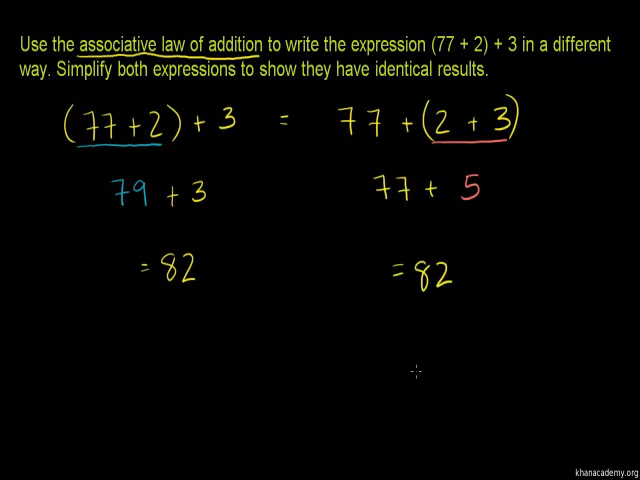 Use the associative law of addition to write the expression (77 + 2) + 3 in a different
way. Simplify both expressions to show they have identical results.
(77 + 2) + 3 = 77 + (2 + 3)
79 + 3 77 + 5
= 82 = 82
khanacademy.org